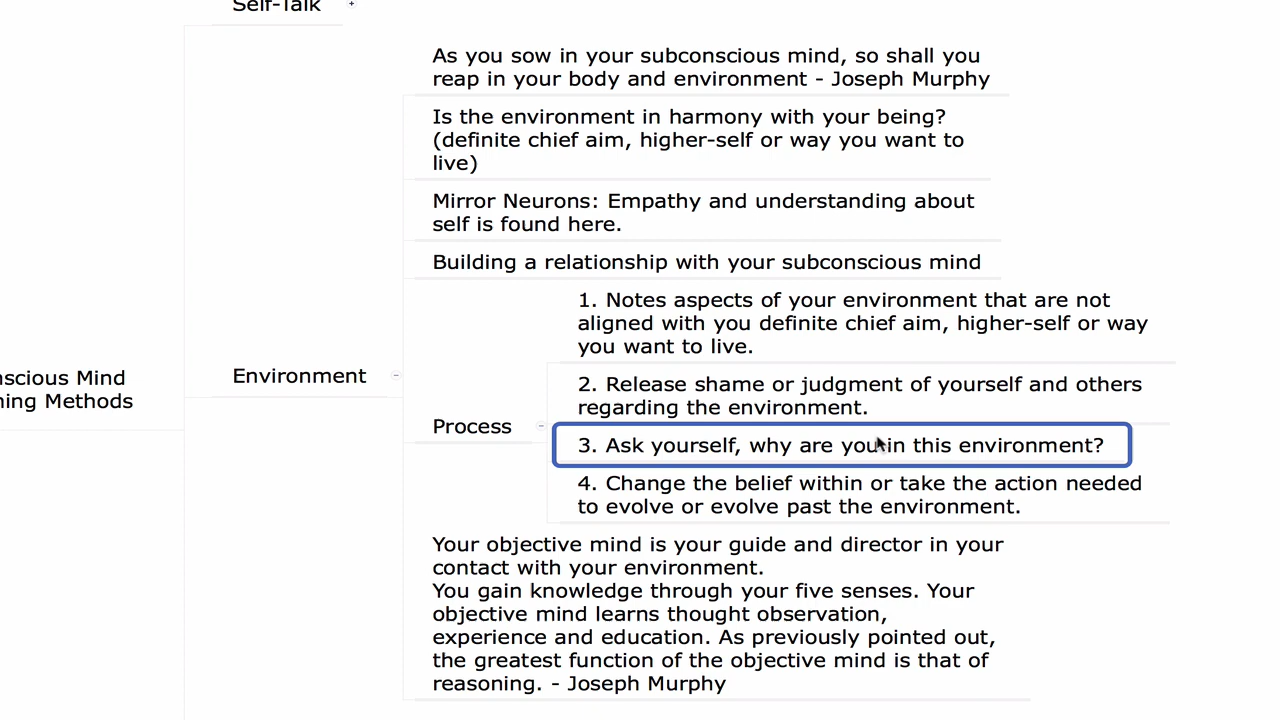 Self-Talk
As you sow in your subconscious mind, so shall you
reap in your body and environment - Joseph Murphy
Is the environment in harmony with your being?
(definite chief aim, higher-self or way you want to
live)
Mirror Neurons: Empathy and understanding about
self is found here.
Building a relationship with your subconscious mind
1. Notes aspects of your environment that are not
aligned with you definite chief aim, higher-self or way
you want to live.
Environment
nscious Mind
ning Methods
2. Release shame or judgment of yourself and others
regarding the environment.
Process
3. Ask yourself, why are you in this environment?
4. Change the belief within or take the action needed
to evolve or evolve past the environment.
Your objective mind is your guide and director in your
contact with your environment.
You gain knowledge through your five senses. Your
objective mind learns thought observation,
experience and education. As previously pointed out,
the greatest function of the objective mind is that of
reasoning. - Joseph Murphy